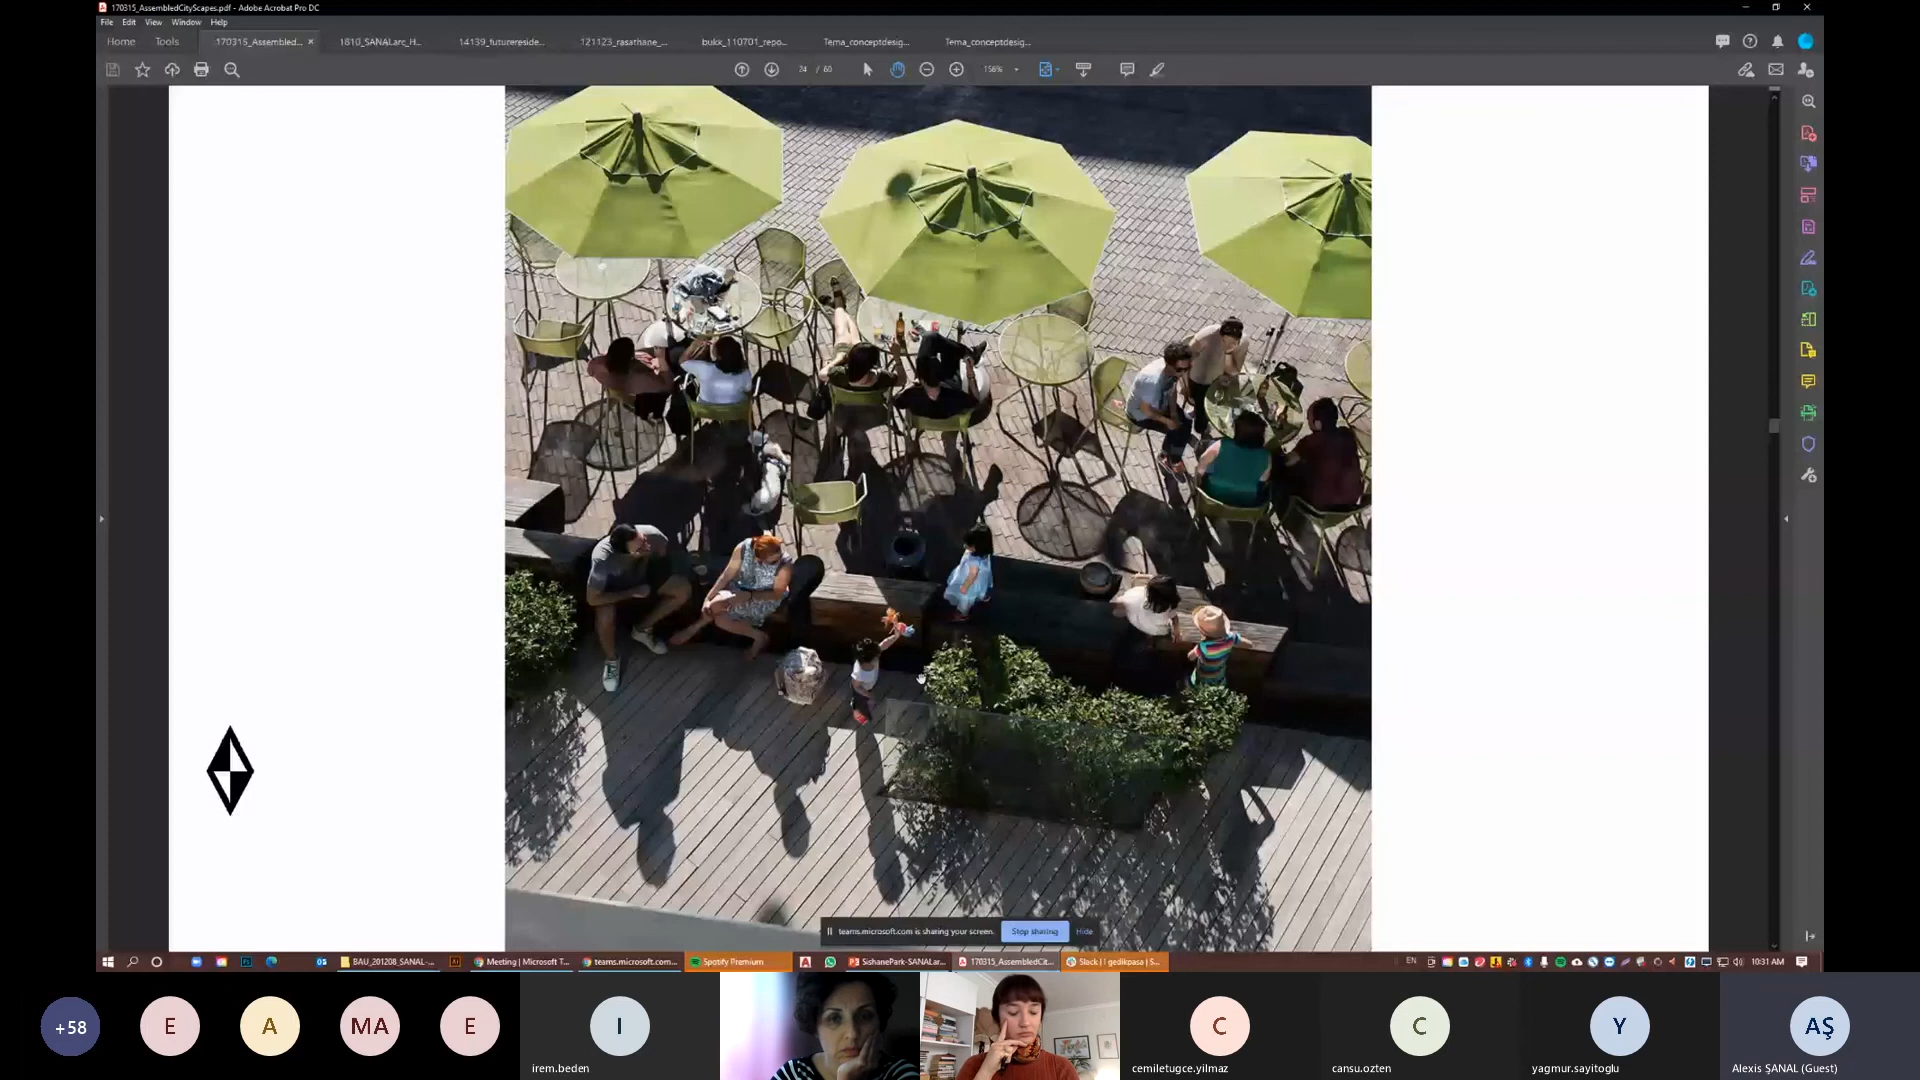 170315_AssembledCityScapes.pdf - Adobe Acrobat Pro DC
File Edit View Window Help
Home Tools 170315_Assembled... × 1810_SANALarc_H... 14139_futurereside... 121123_rasathane_... bukk_110701_repo... Tema_conceptdesig... Tema_conceptdesig...
24 / 60 156%
teams.microsoft.com is sharing your screen. Stop sharing Hide
BAU_201208_SANAL-... Meeting | Microsoft T... teams.microsoft.com... Spotify Premium SishanePark-SANALar... 170315_AssembledCit... Slack | gedikpasa | S... EN 10:31 AM
+58 E A MA E I C C Y AŞ
irem.beden cemiletugce.yilmaz cansu.ozten yagmur.sayitoglu Alexis ŞANAL (Guest)